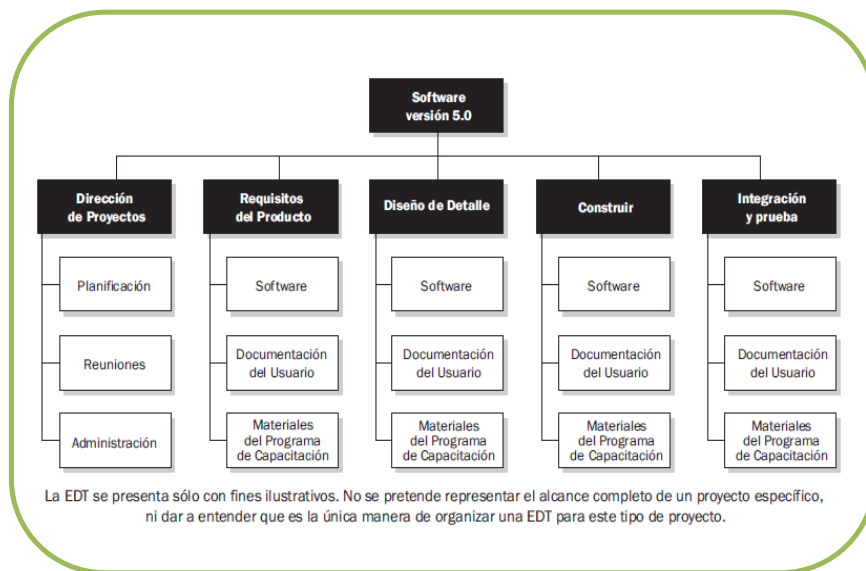 Software
versión 5.0
Dirección
de Proyectos
Requisitos
del Producto
Diseño de Detalle
Construir
Integración
y prueba
Planificación
Software
Software
Software
Software
Reuniones
Documentación
del Usuario
Documentación
del Usuario
Documentación
del Usuario
Documentación
del Usuario
Administración
Materiales
del Programa
de Capacitación
Materiales
del Programa
de Capacitación
Materiales
del Programa
de Capacitación
Materiales
del Programa
de Capacitación
La EDT se presenta sólo con fines ilustrativos. No se pretende representar el alcance completo de un proyecto específico,
ni dar a entender que es la única manera de organizar una EDT para este tipo de proyecto.